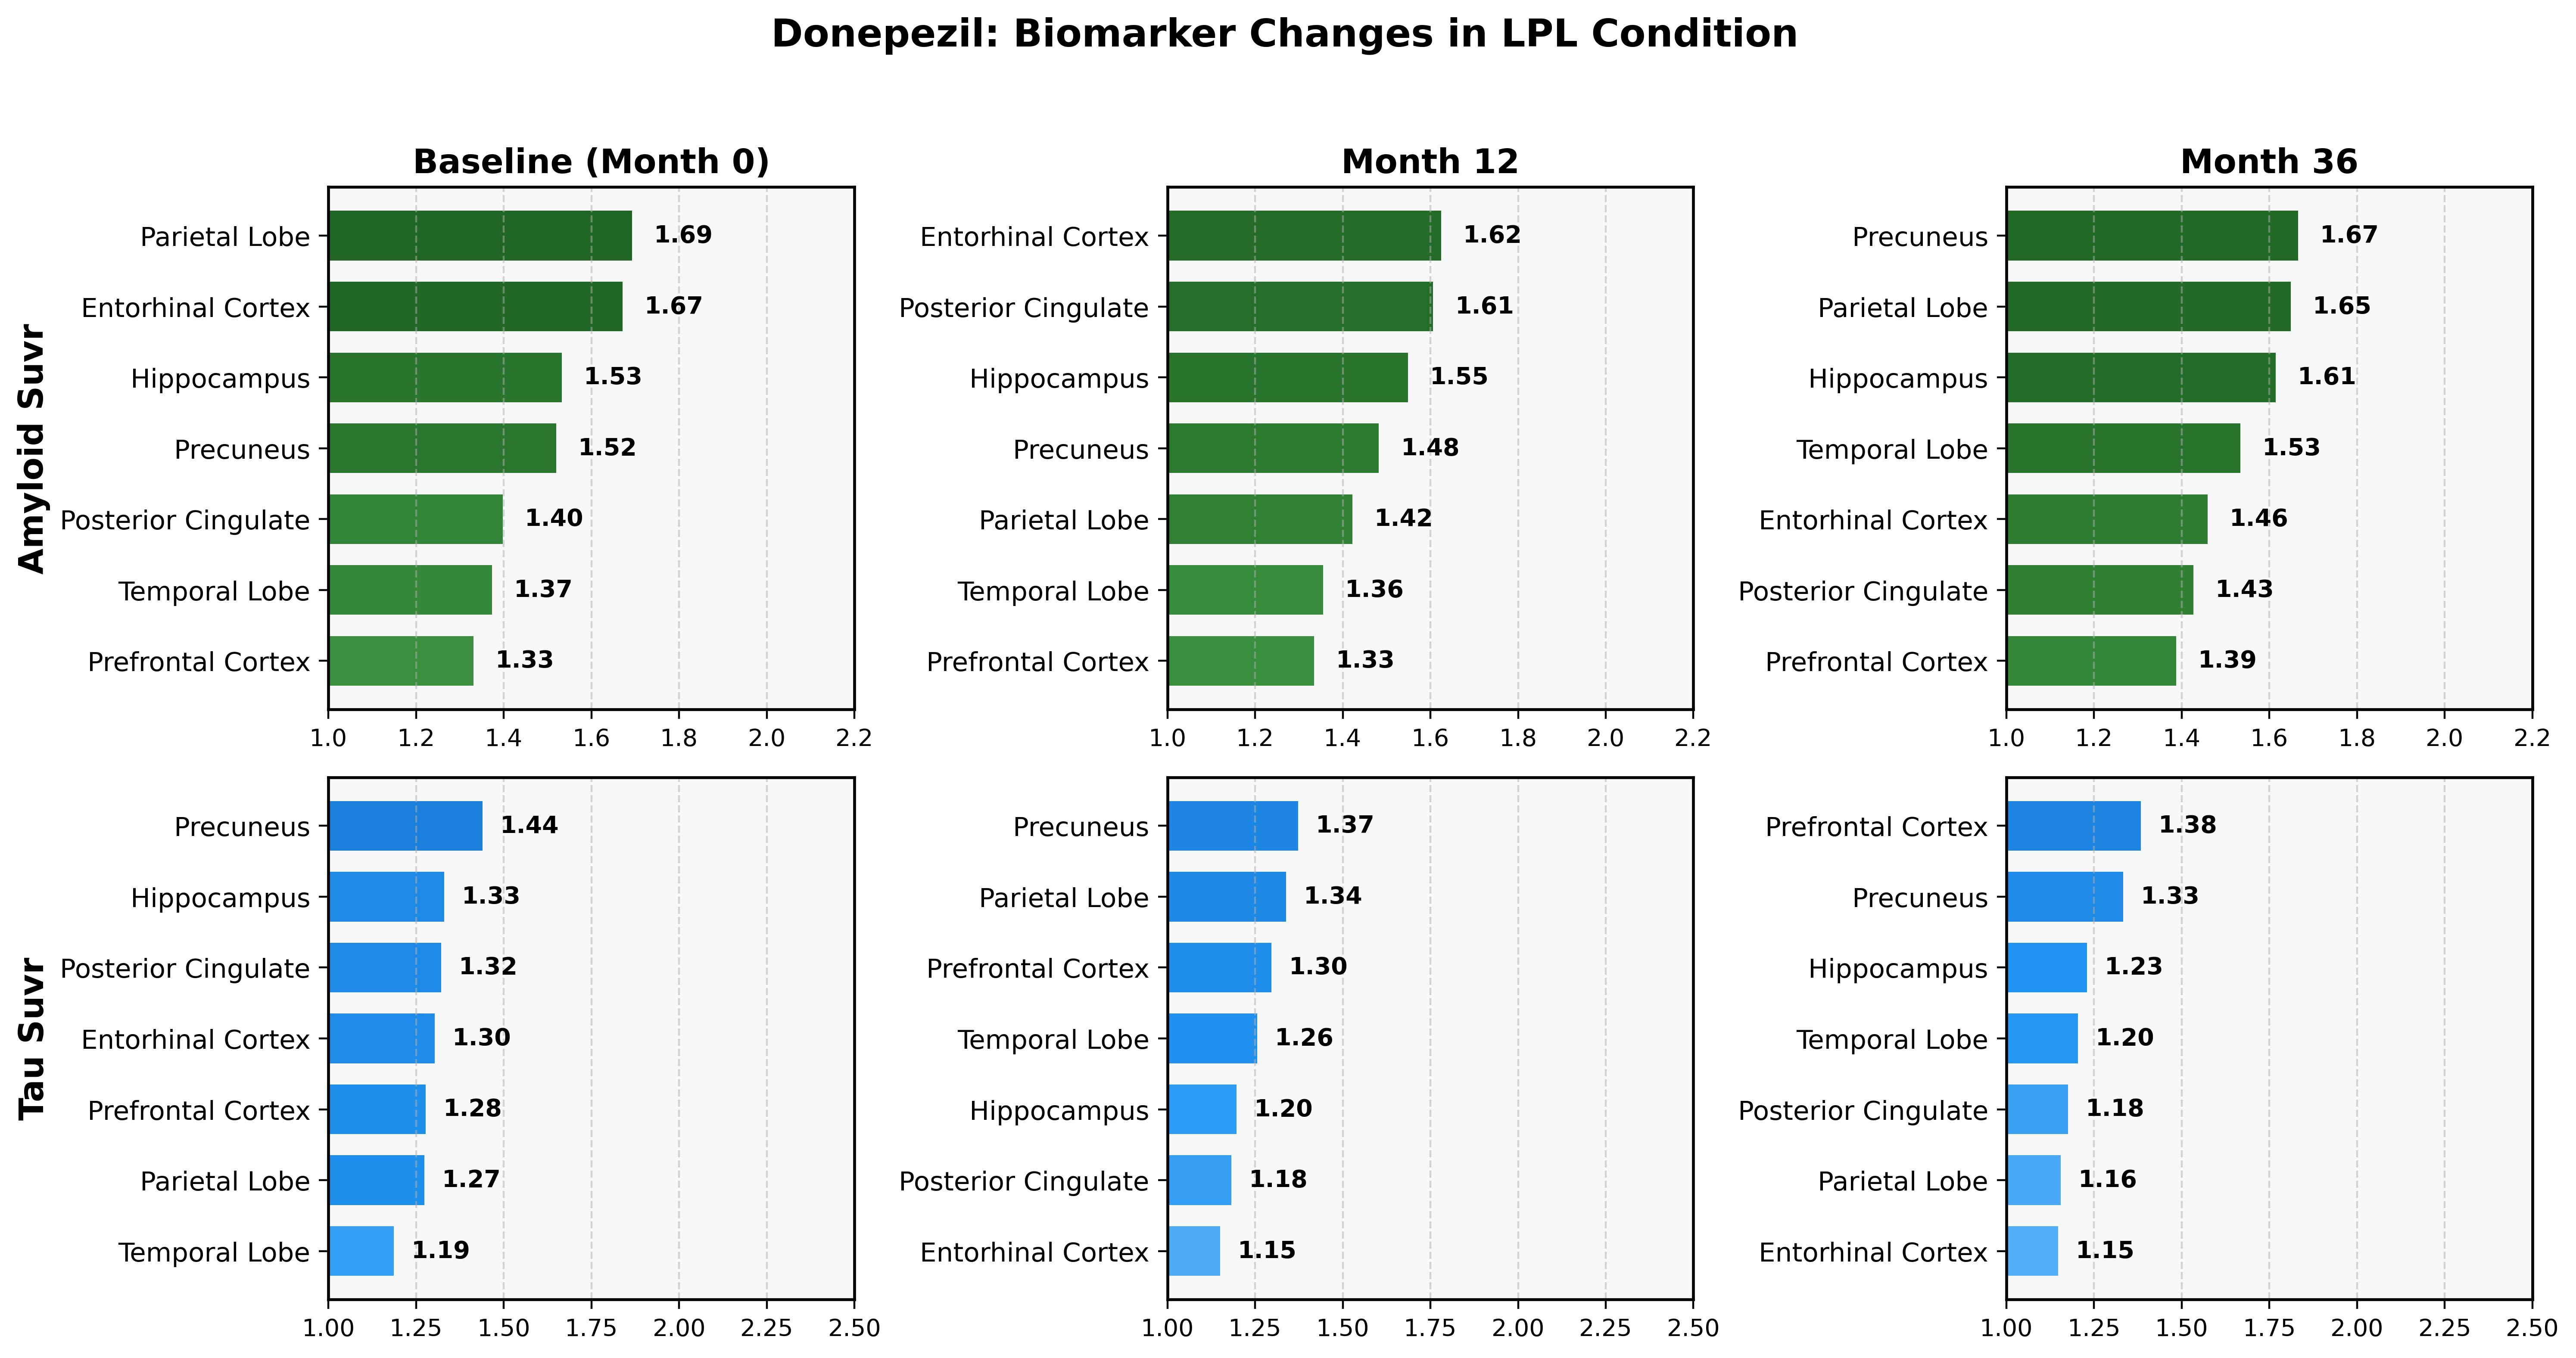 Donepezil: Biomarker Changes in LPL Condition
Baseline (Month 0)
Amyloid Suvr
Parietal Lobe 1.69
Entorhinal Cortex 1.67
Hippocampus 1.53
Precuneus 1.52
Posterior Cingulate 1.40
Temporal Lobe 1.37
Prefrontal Cortex 1.33
1.0 1.2 1.4 1.6 1.8 2.0 2.2
Month 12
Entorhinal Cortex 1.62
Posterior Cingulate 1.61
Hippocampus 1.55
Precuneus 1.48
Parietal Lobe 1.42
Temporal Lobe 1.36
Prefrontal Cortex 1.33
1.0 1.2 1.4 1.6 1.8 2.0 2.2
Month 36
Precuneus 1.67
Parietal Lobe 1.65
Hippocampus 1.61
Temporal Lobe 1.53
Entorhinal Cortex 1.46
Posterior Cingulate 1.43
Prefrontal Cortex 1.39
1.0 1.2 1.4 1.6 1.8 2.0 2.2
Tau Suvr
Precuneus 1.44
Hippocampus 1.33
Posterior Cingulate 1.32
Entorhinal Cortex 1.30
Prefrontal Cortex 1.28
Parietal Lobe 1.27
Temporal Lobe 1.19
1.00 1.25 1.50 1.75 2.00 2.25 2.50
Precuneus 1.37
Parietal Lobe 1.34
Prefrontal Cortex 1.30
Temporal Lobe 1.26
Hippocampus 1.20
Posterior Cingulate 1.18
Entorhinal Cortex 1.15
1.00 1.25 1.50 1.75 2.00 2.25 2.50
Prefrontal Cortex 1.38
Precuneus 1.33
Hippocampus 1.23
Temporal Lobe 1.20
Posterior Cingulate 1.18
Parietal Lobe 1.16
Entorhinal Cortex 1.15
1.00 1.25 1.50 1.75 2.00 2.25 2.50